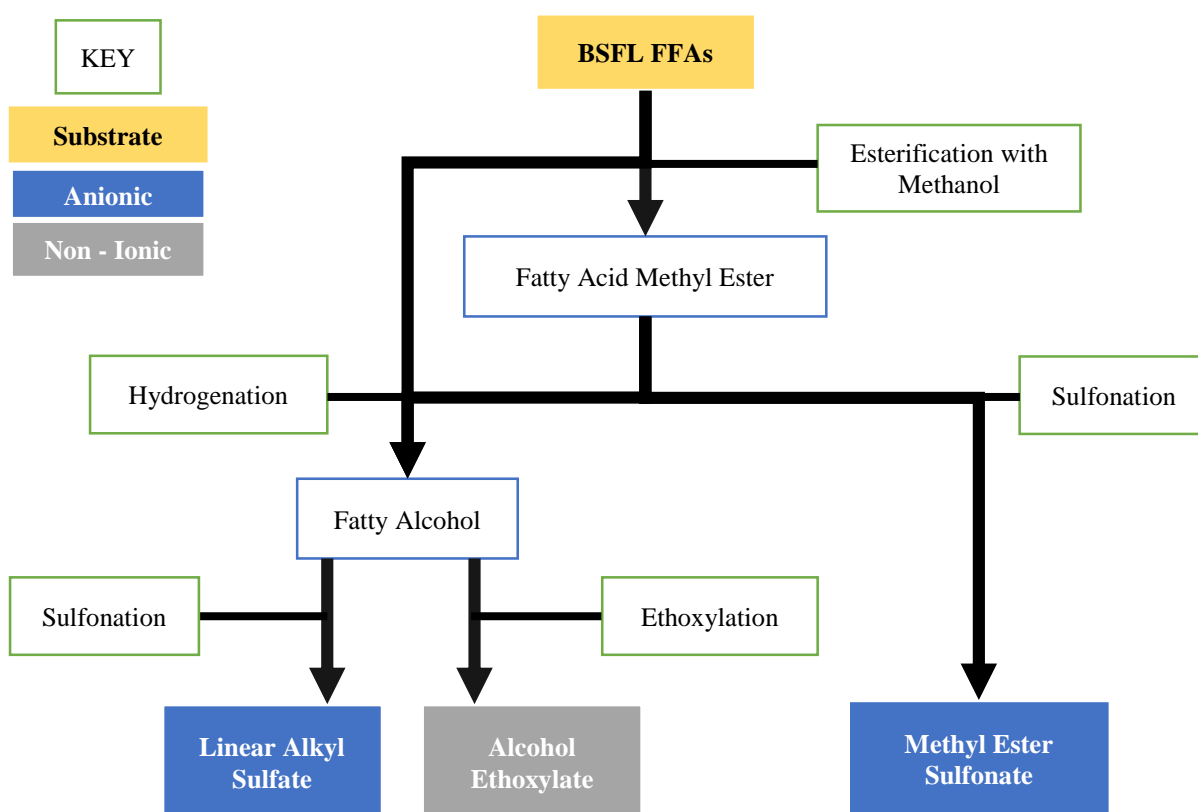 KEY
BSFL FFAs
Substrate
Esterification with
Methanol
Anionic
Non - Ionic
Fatty Acid Methyl Ester
Hydrogenation
Sulfonation
Fatty Alcohol
Sulfonation
Ethoxylation
Linear Alkyl
Sulfate
Alcohol
Ethoxylate
Methyl Ester
Sulfonate